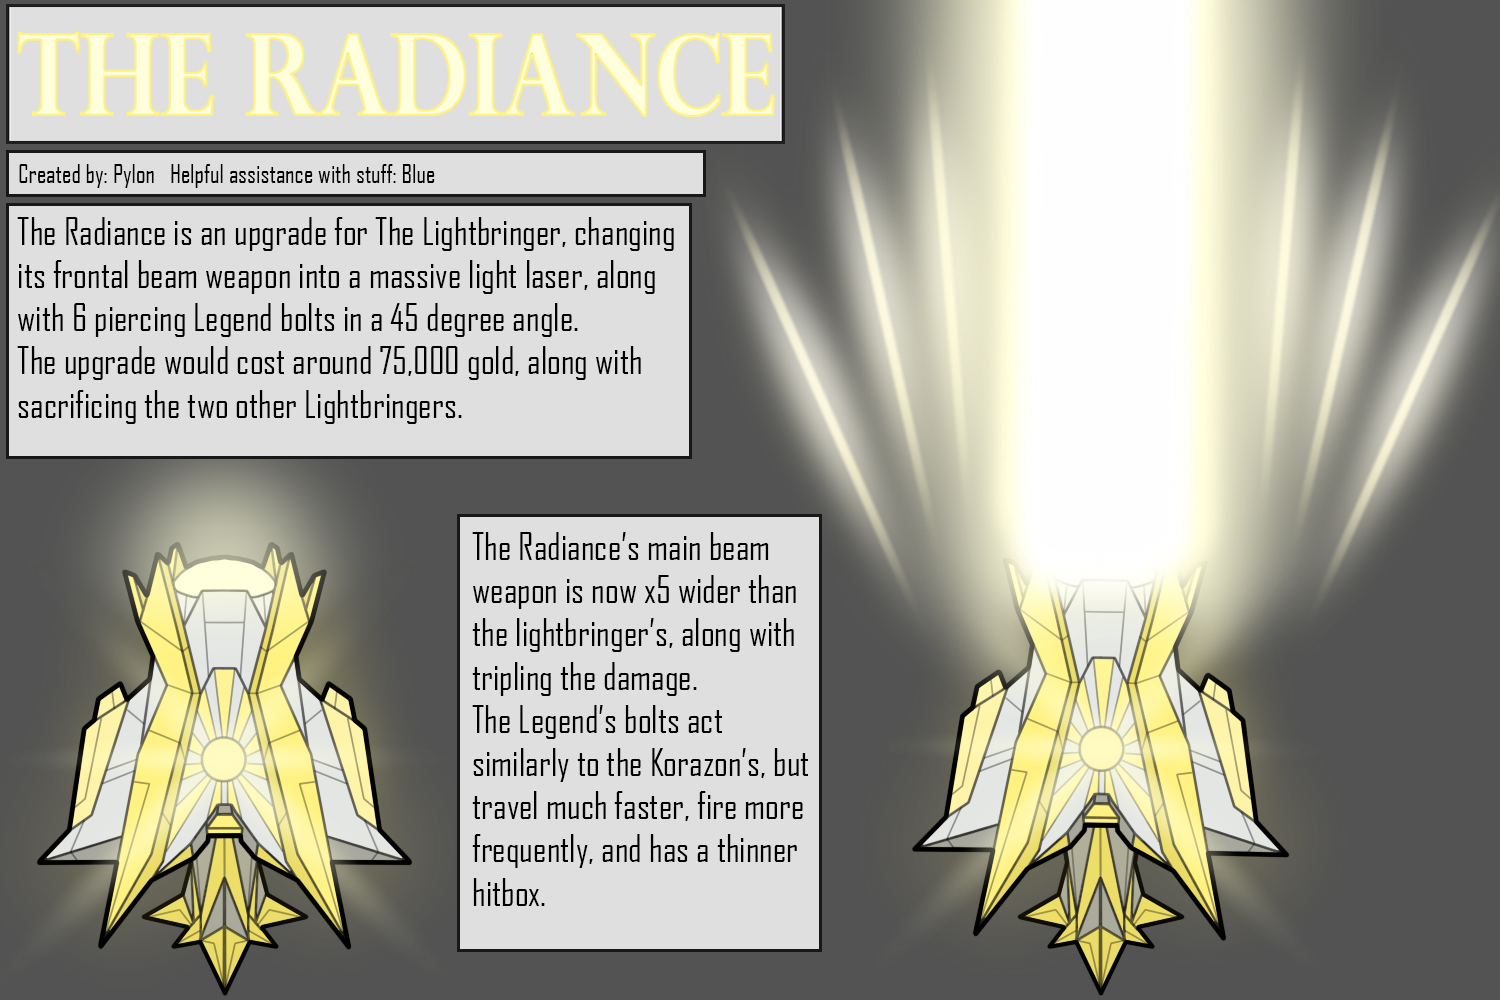 THE RADIANCE
Created by: Pylon   Helpful assistance with stuff: Blue
The Radiance is an upgrade for The Lightbringer, changing
its frontal beam weapon into a massive light laser, along
with 6 piercing Legend bolts in a 45 degree angle.
The upgrade would cost around 75,000 gold, along with
sacrificing the two other Lightbringers.
The Radiance's main beam
weapon is now x5 wider than
the lightbringer's, along with
tripling the damage.
The Legend's bolts act
similarly to the Korazon's, but
travel much faster, fire more
frequently, and has a thinner
hitbox.